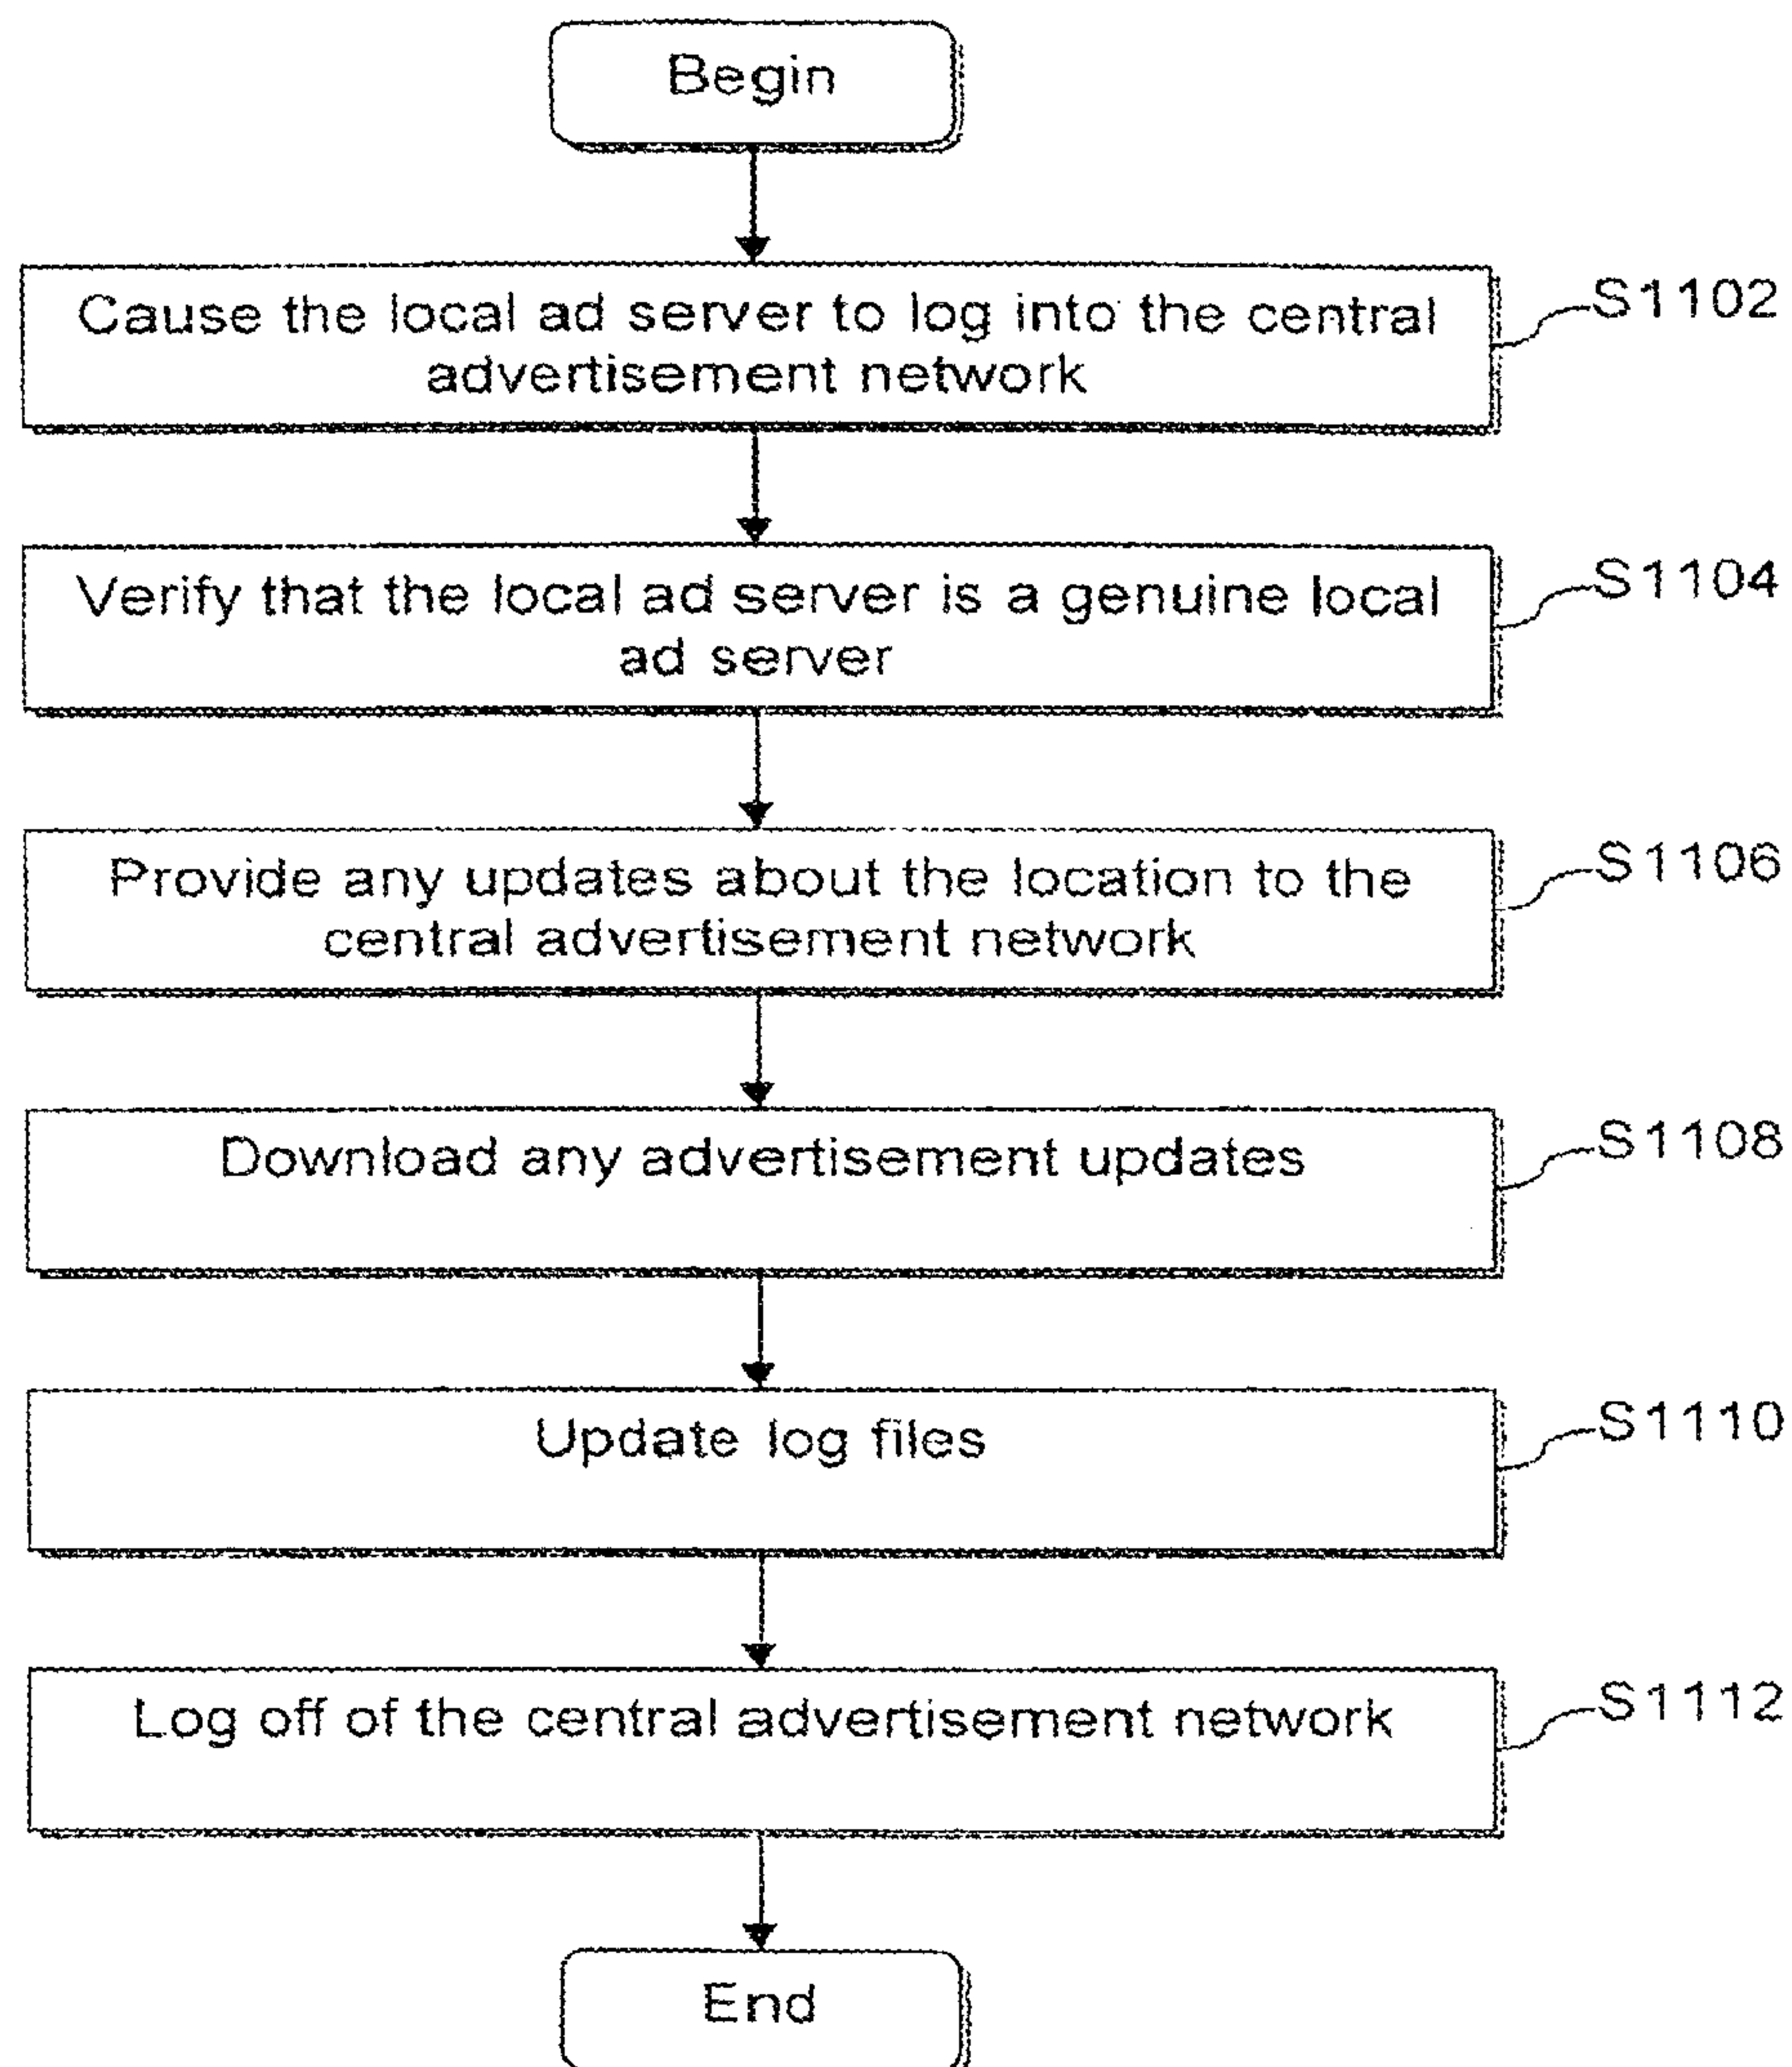 Begin
Cause the local ad server to log into the central
advertisement network
S1102
Verify that the local ad server is a genuine local
ad server
S1104
Provide any updates about the location to the
central advertisement network
S1106
Download any advertisement updates
S1108
Update log files
S1110
Log off of the central advertisement network
S1112
End